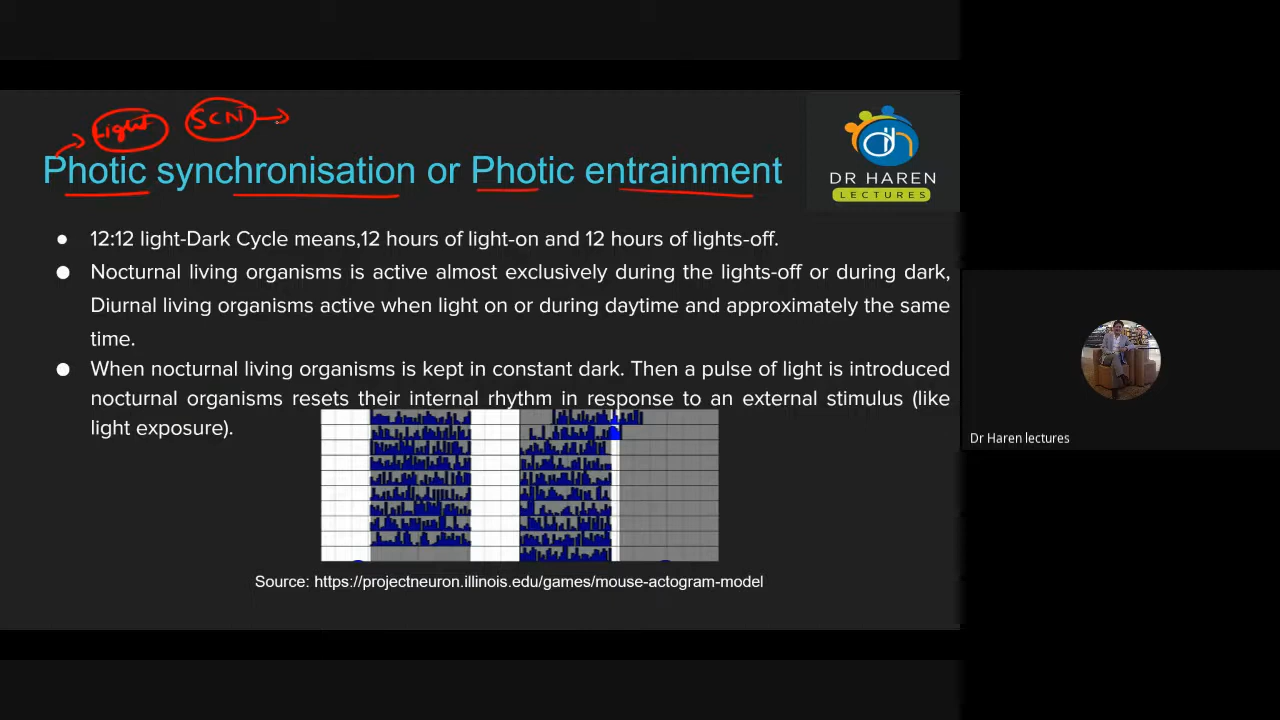 Light SCN
Photic synchronisation or Photic entrainment
dh
DR HAREN
LECTURES
● 12:12 light-Dark Cycle means,12 hours of light-on and 12 hours of lights-off.
● Nocturnal living organisms is active almost exclusively during the lights-off or during dark,
Diurnal living organisms active when light on or during daytime and approximately the same
time.
● When nocturnal living organisms is kept in constant dark. Then a pulse of light is introduced
nocturnal organisms resets their internal rhythm in response to an external stimulus (like
light exposure).
Source: https://projectneuron.illinois.edu/games/mouse-actogram-model
Dr Haren lectures